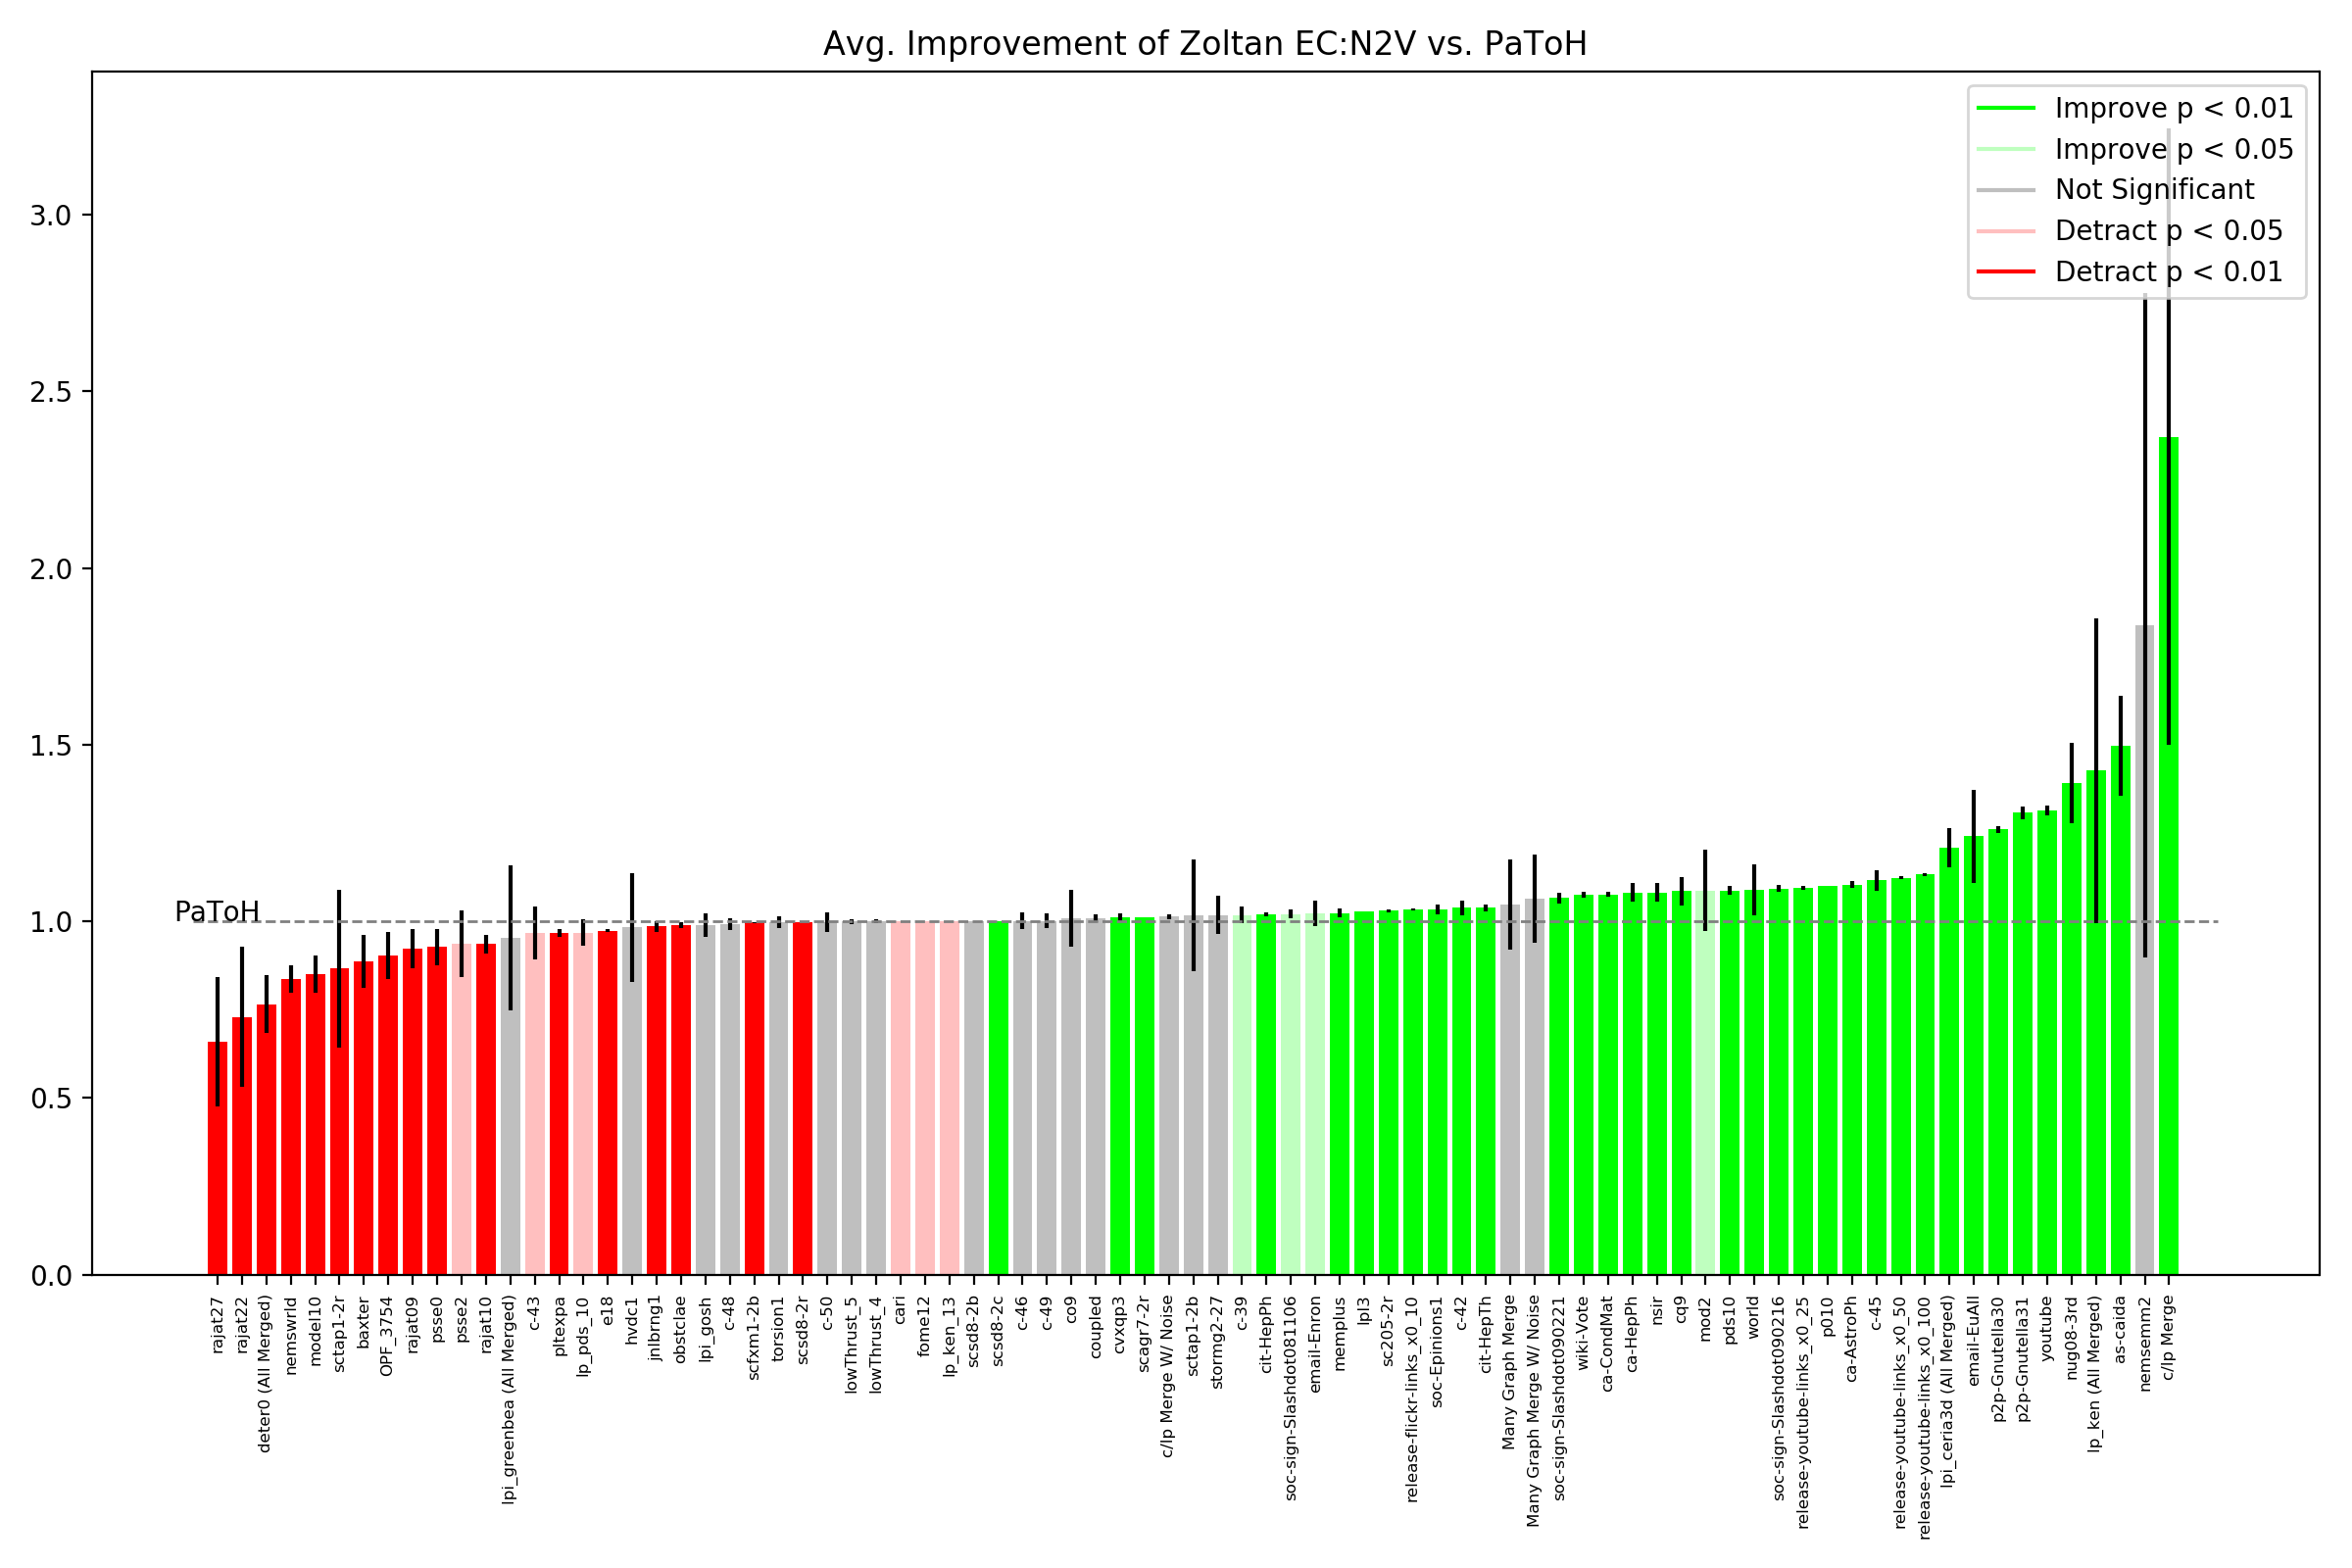 Avg. Improvement of Zoltan EC:N2V vs. PaToH
Improve p < 0.01
Improve p < 0.05
Not Significant
Detract p < 0.05
Detract p < 0.01
3.0
2.5
2.0
1.5
1.0
0.5
0.0
PaToH
rajat27
rajat22
deter0 (All Merged)
nemswrld
model10
sctap1-2r
baxter
OPF_3754
rajat09
psse0
psse2
rajat10
lpi_greenbea (All Merged)
c-43
pltexpa
lp_pds_10
e18
hvdc1
jnlbrng1
obstclae
lpi_gosh
c-48
scfxm1-2b
torsion1
scsd8-2r
c-50
lowThrust_5
lowThrust_4
cari
fome12
lp_ken_13
scsd8-2b
scsd8-2c
c-46
c-49
co9
coupled
cvxqp3
scagr7-2r
c/lp Merge W/ Noise
sctap1-2b
stormg2-27
c-39
cit-HepPh
soc-sign-Slashdot081106
email-Enron
memplus
lpl3
sc205-2r
release-flickr-links_x0_10
soc-Epinions1
c-42
cit-HepTh
Many Graph Merge
Many Graph Merge W/ Noise
soc-sign-Slashdot090221
wiki-Vote
ca-CondMat
ca-HepPh
nsir
cq9
mod2
pds10
world
soc-sign-Slashdot090216
release-youtube-links_x0_25
p010
ca-AstroPh
c-45
release-youtube-links_x0_50
release-youtube-links_x0_100
lpi_ceria3d (All Merged)
email-EuAll
p2p-Gnutella30
p2p-Gnutella31
youtube
nug08-3rd
lp_ken (All Merged)
as-caida
nemsemm2
c/lp Merge